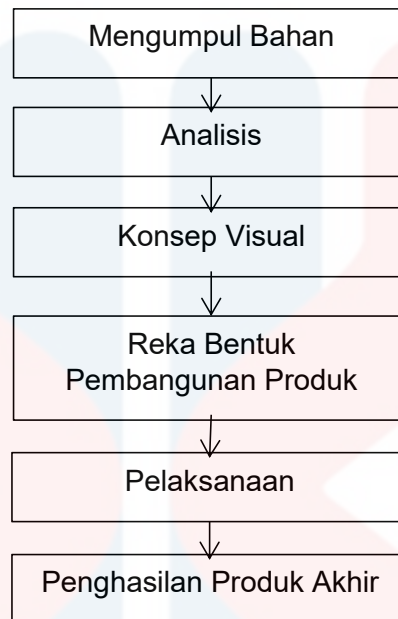 Mengumpul Bahan
Analisis
Konsep Visual
Reka Bentuk
Pembangunan Produk
Pelaksanaan
Penghasilan Produk Akhir